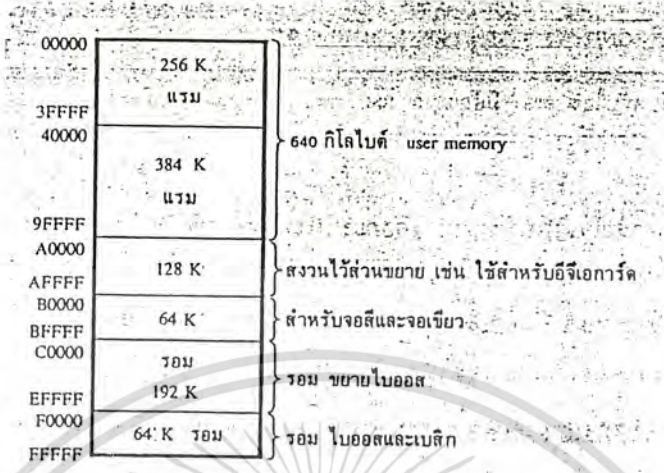 00000
256 K
แรม
3FFFF
40000
640 กิโลไบต์ user memory
384 K
แรม
9FFFF
A0000
128 K
สงวนไว้ส่วนขยาย เช่น ใช้สำหรับอีจีเอการ์ด
AFFFF
B0000
64 K
สำหรับจอสีและจอเขียว
BFFFF
C0000
รอม
192 K
รอม ขยายไบออส
EFFFF
F0000
64 K รอม
รอม ไบออสและเบสิก
FFFFF